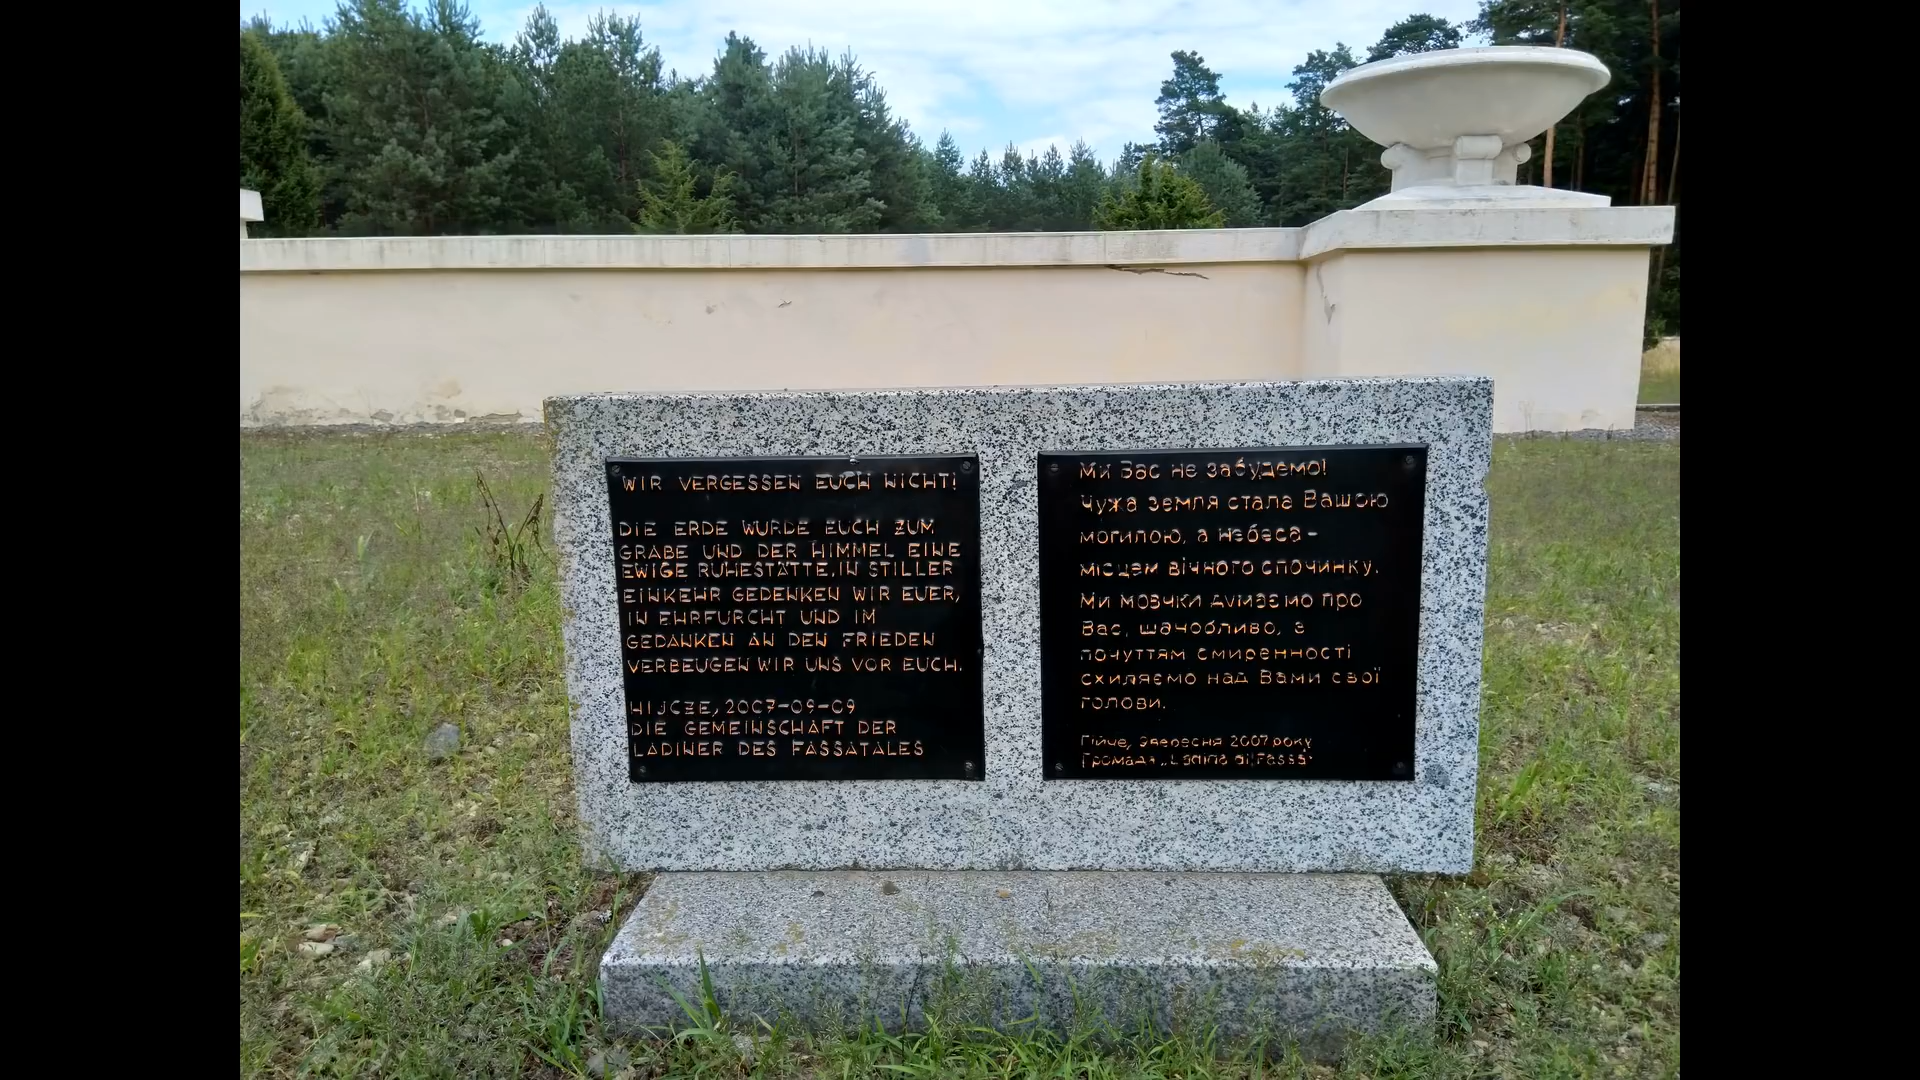 WIR VERGESSEN EUCH NICHT!
DIE ERDE WURDE EUCH ZUM
GRABE UND DER HIMMEL EINE
EWIGE RUHESTÄTTE, IN STILLER
EINKEHR GEDENKEN WIR EUER,
IN EHRFURCHT UND IM
GEDANKEN AN DEN FRIEDEN
VERBEUGEN WIR UNS VOR EUCH.
HIJCZE, 2007-09-09
DIE GEMEINSCHAFT DER
LADINER DES FASSATALES
Ми Вас не забудемо!
Чужа земля стала Вашою
могилою, а небеса -
місцем вічного спочинку.
Ми мовчки думаємо про
Вас, шанобливо, з
почуттям смиренності
схиляємо над Вами свої
голови.
Гійче, 9 вересня 2007 року
Громада „Ladina di Fassa"